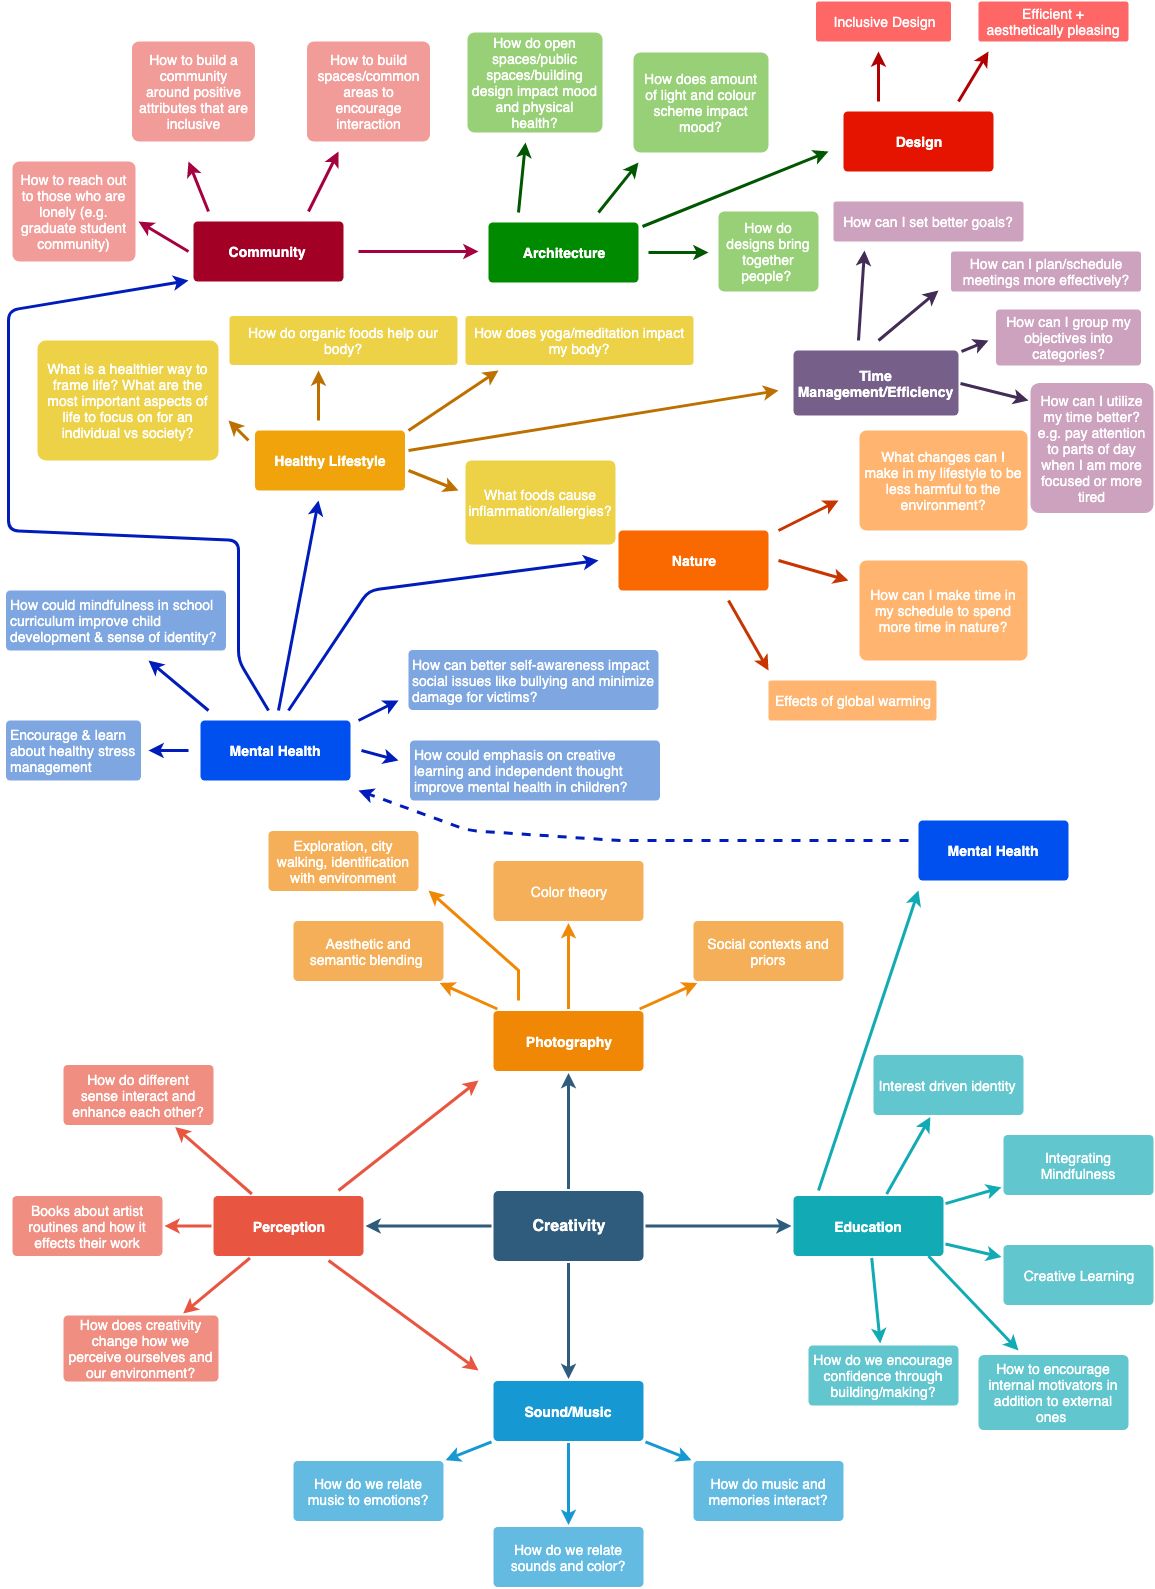 Inclusive Design
Efficient +
aesthetically pleasing
How to build a
community
around positive
attributes that are
inclusive
How to build
spaces/common
areas to
encourage
interaction
How do open
spaces/public
spaces/building
design impact mood
and physical
health?
How does amount
of light and colour
scheme impact
mood?
Design
How to reach out
to those who are
lonely (e.g.
graduate student
community)
Community
Architecture
How do
designs bring
together
people?
How can I set better goals?
How can I plan/schedule
meetings more effectively?
How can I group my
objectives into
categories?
How do organic foods help our
body?
How does yoga/meditation impact
my body?
What is a healthier way to
frame life? What are the
most important aspects of
life to focus on for an
individual vs society?
Time
Management/Efficiency
How can I utilize
my time better?
e.g. pay attention
to parts of day
when I am more
focused or more
tired
Healthy Lifestyle
What foods cause
inflammation/allergies?
What changes can I
make in my lifestyle to be
less harmful to the
environment?
Nature
How can I make time in
my schedule to spend
more time in nature?
Effects of global warming
How could mindfulness in school
curriculum improve child
development & sense of identity?
How can better self-awareness impact
social issues like bullying and minimize
damage for victims?
Encourage & learn
about healthy stress
management
Mental Health
How could emphasis on creative
learning and independent thought
improve mental health in children?
Mental Health
Exploration, city
walking, identification
with environment
Color theory
Aesthetic and
semantic blending
Social contexts and
priors
Photography
How do different
sense interact and
enhance each other?
Interest driven identity
Integrating
Mindfulness
Books about artist
routines and how it
effects their work
Perception
Creativity
Education
Creative Learning
How does creativity
change how we
perceive ourselves and
our environment?
How do we encourage
confidence through
building/making?
How to encourage
internal motivators in
addition to external
ones
Sound/Music
How do we relate
music to emotions?
How do music and
memories interact?
How do we relate
sounds and color?